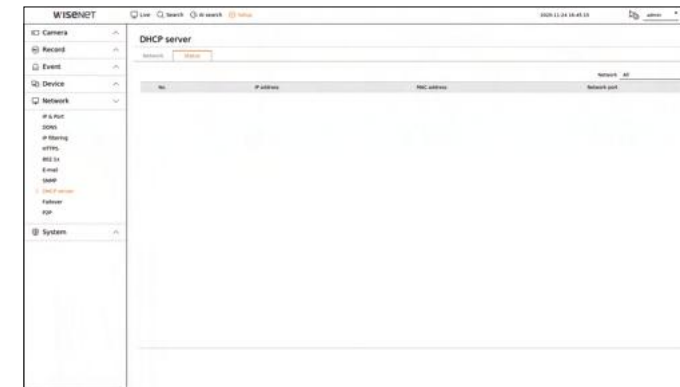 WISENET
Live Search AI search Setup
admin
Camera
Record
Event
Device
Network
IP & Port
DDNS
IP filtering
HTTPS
802.1x
E-mail
SNMP
DHCP server
Failover
P2P
System
DHCP server
Network Status
Network All
No. IP address MAC address Network port